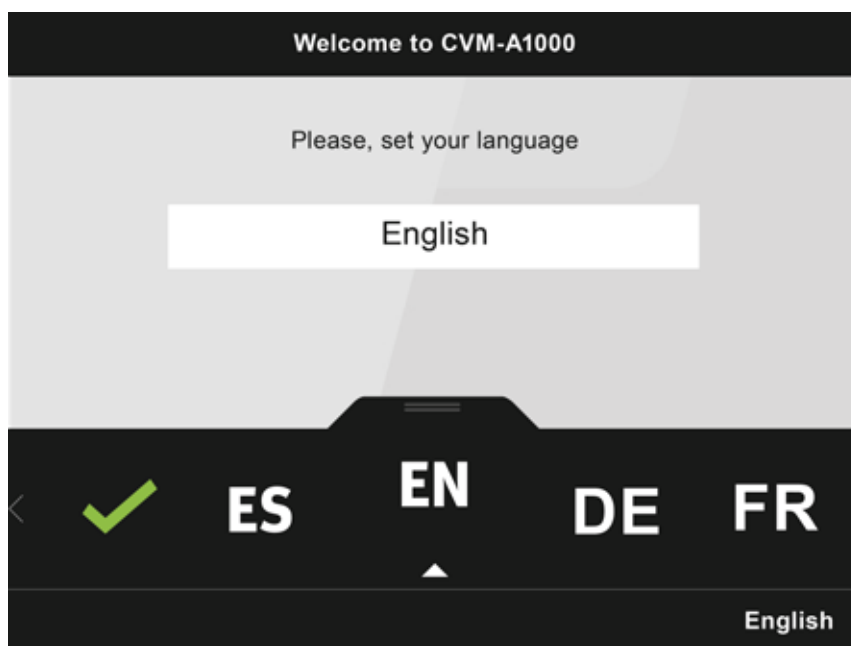 Welcome to CVM-A1000
Please, set your language
English
ES EN DE FR
English